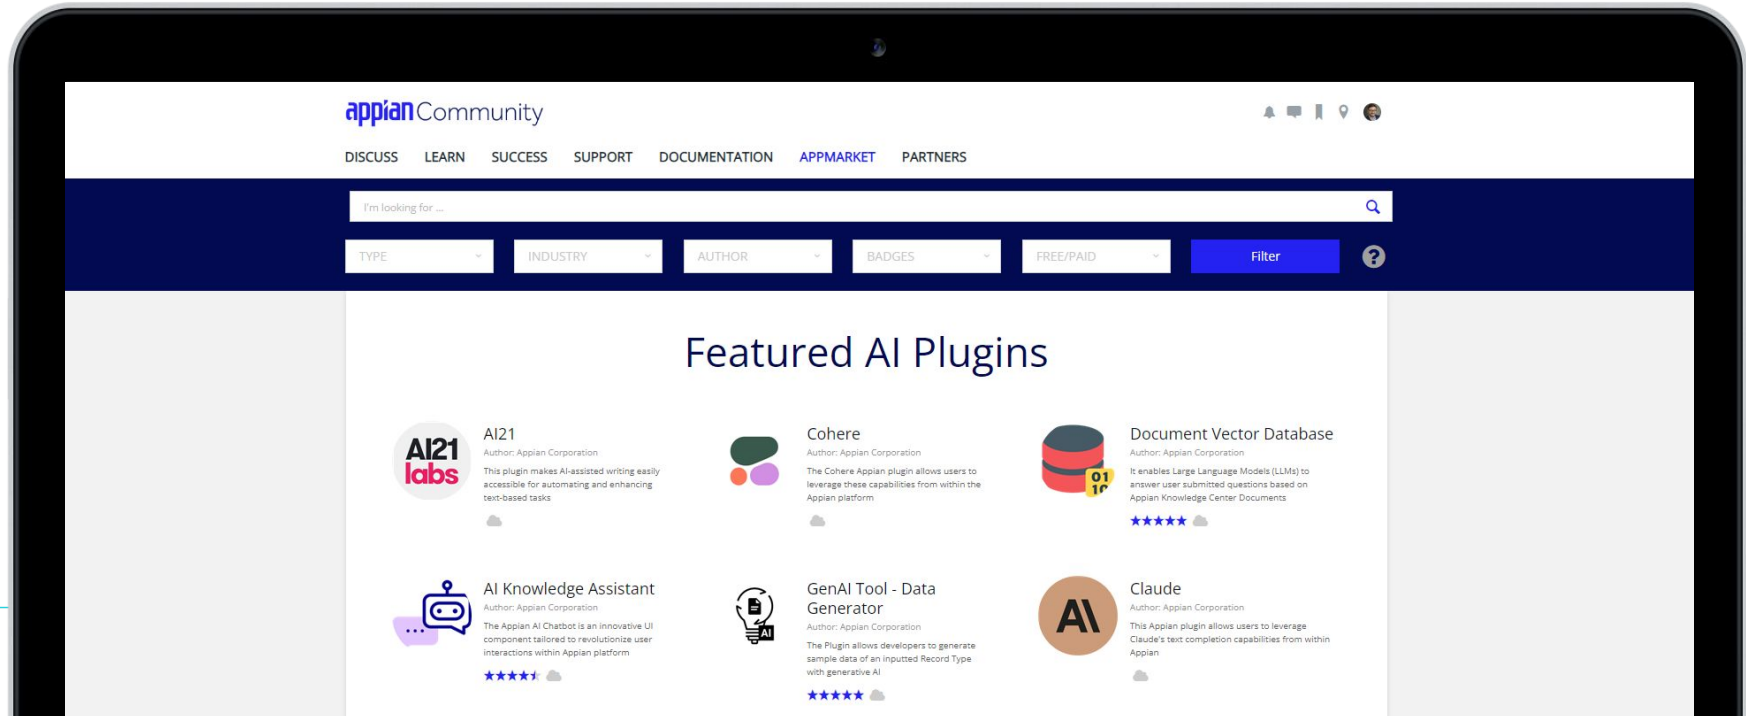 appian Community
DISCUSS LEARN SUCCESS SUPPORT DOCUMENTATION APPMARKET PARTNERS
I'm looking for ...
TYPE INDUSTRY AUTHOR BADGES FREE/PAID Filter ?
Featured AI Plugins
AI21
labs
AI21
Author: Appian Corporation
This plugin makes AI-assisted writing easily
accessible for automating and enhancing
text-based tasks
Cohere
Author: Appian Corporation
The Cohere Appian plugin allows users to
leverage these capabilities from within the
Appian platform
01
10
Document Vector Database
Author: Appian Corporation
It enables Large Language Models (LLMs) to
answer user submitted questions based on
Appian Knowledge Center Documents
AI Knowledge Assistant
Author: Appian Corporation
The Appian AI Chatbot is an innovative UI
component tailored to revolutionize user
interactions within Appian platform
AI
GenAI Tool - Data
Generator
Author: Appian Corporation
The Plugin allows developers to generate
sample data of an inputted Record Type
with generative AI
A\
Claude
Author: Appian Corporation
This Appian plugin allows users to leverage
Claude's text completion capabilities from within
Appian